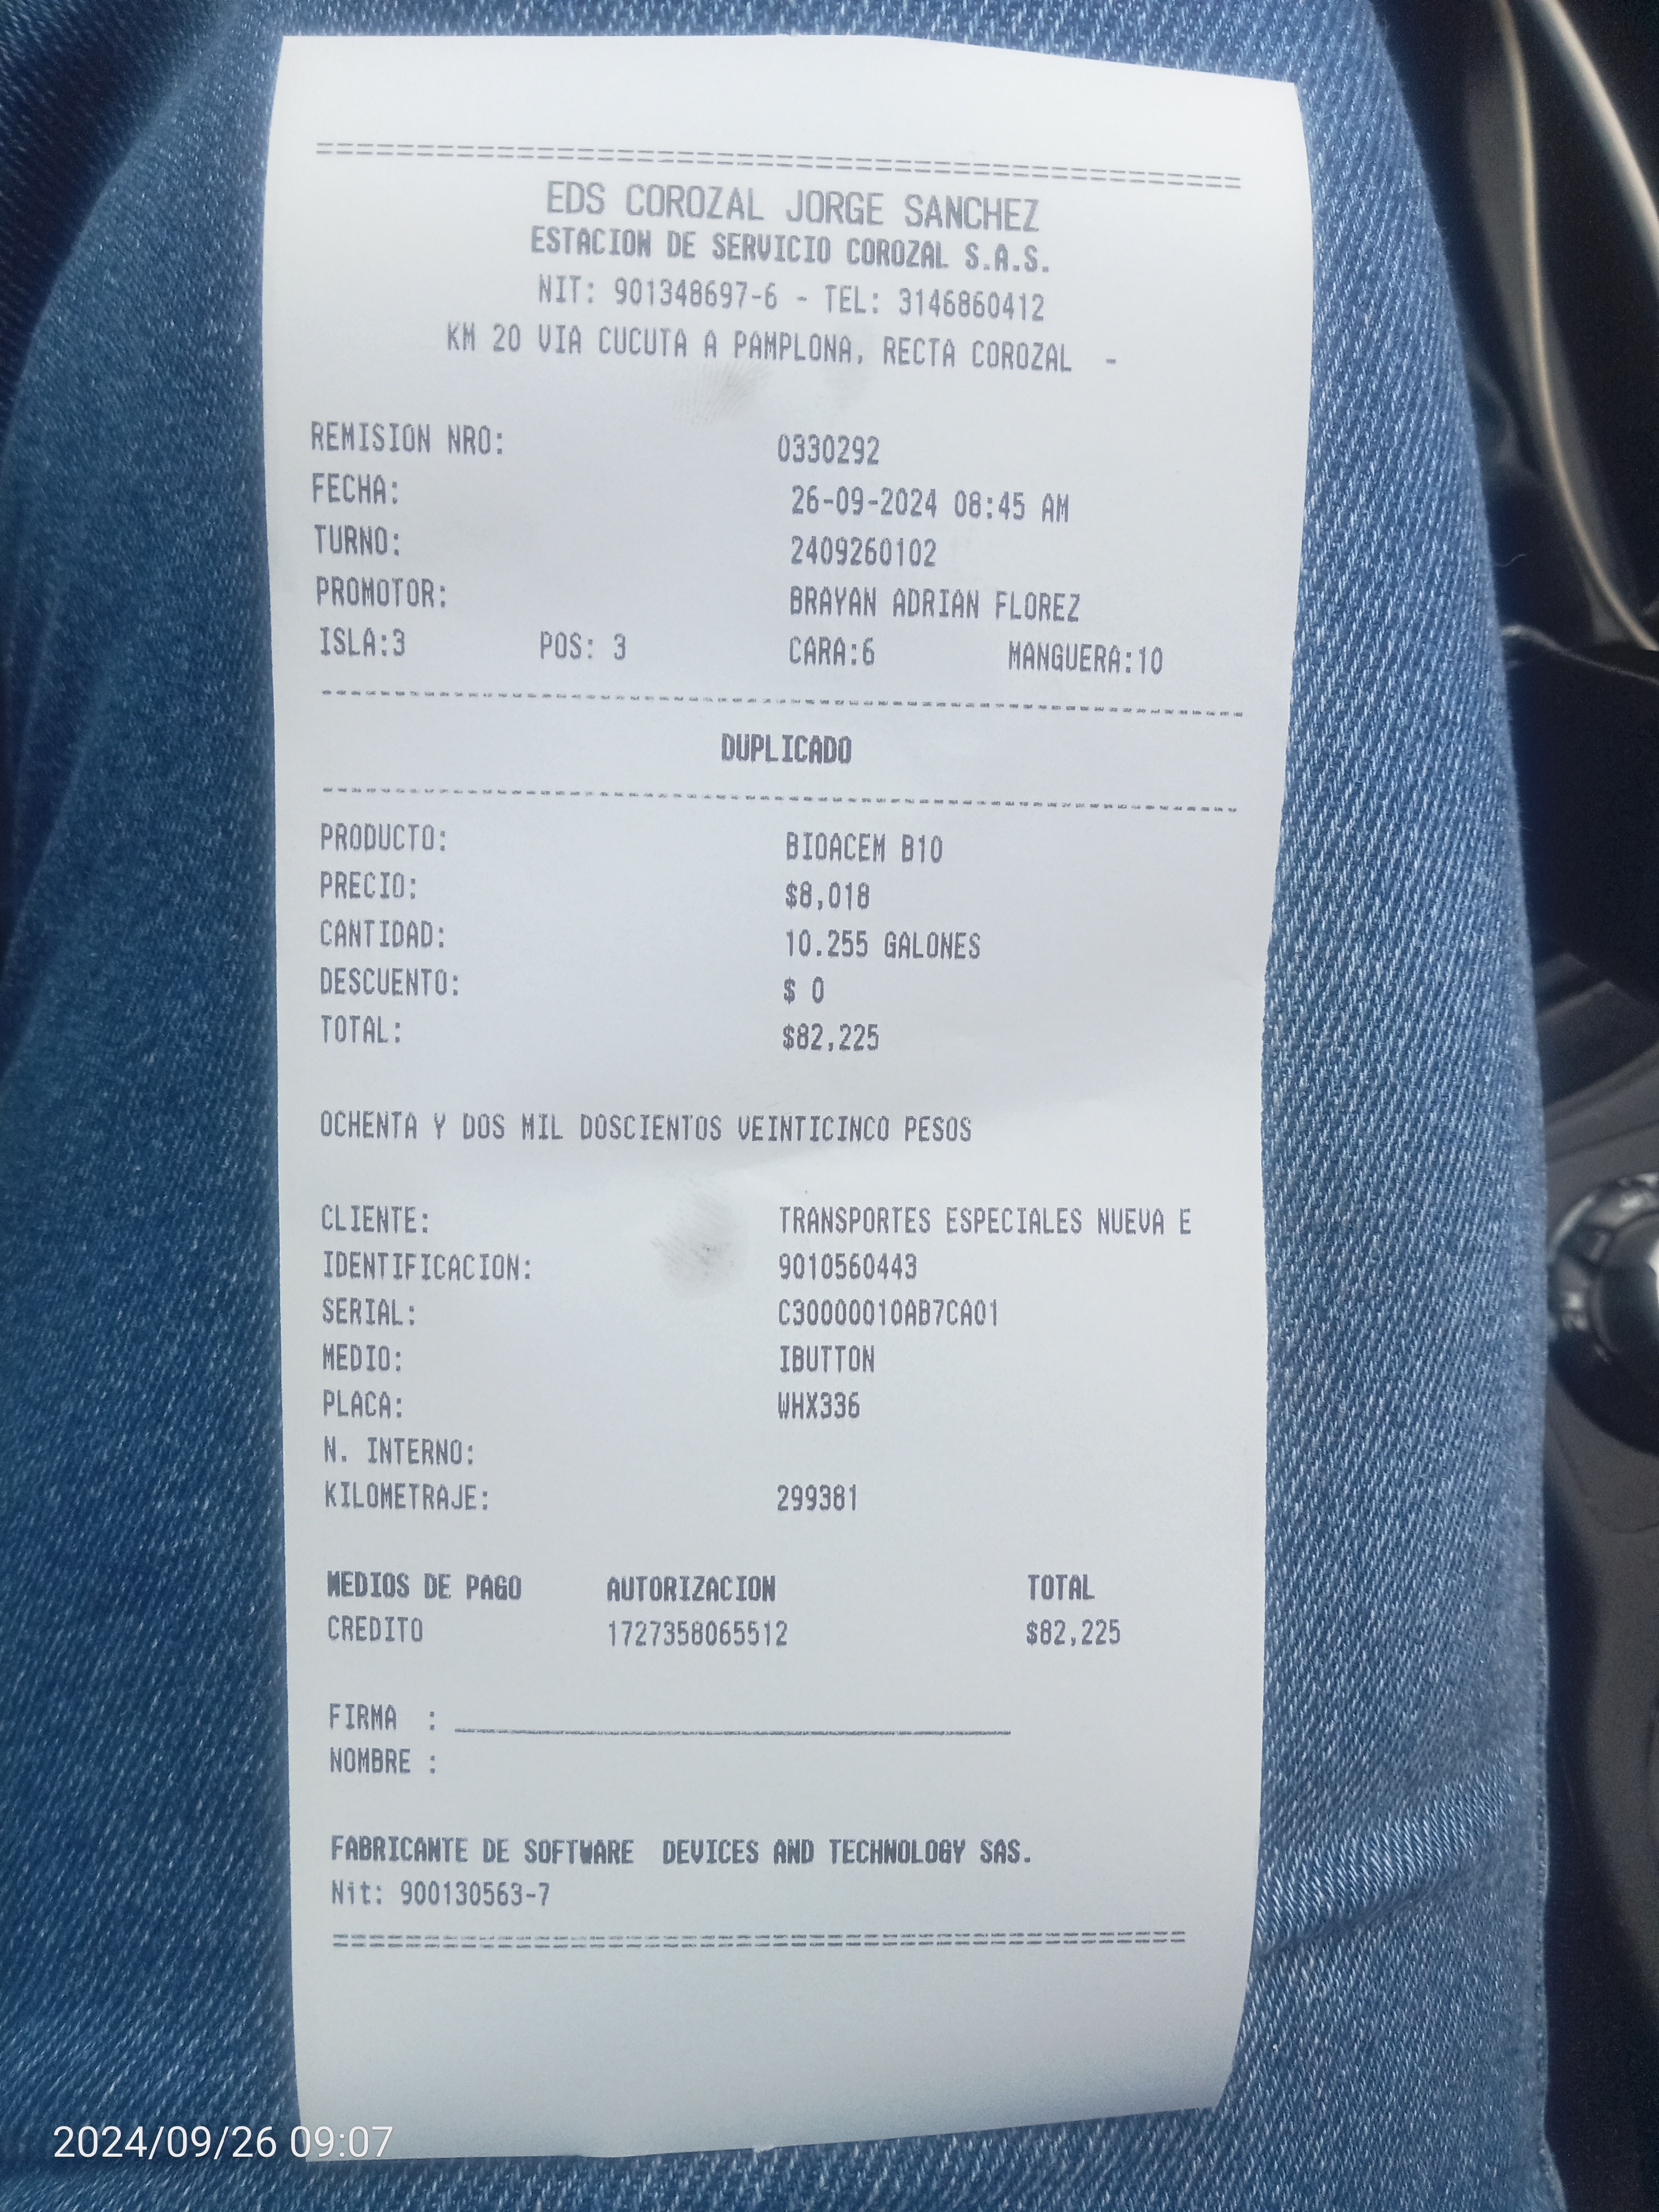 ================================================
EDS COROZAL JORGE SANCHEZ
ESTACION DE SERVICIO COROZAL S.A.S.
NIT: 901348697-6 - TEL: 3146860412
KM 20 VIA CUCUTA A PAMPLONA, RECTA COROZAL -
REMISION NRO: 0330292
FECHA: 26-09-2024 08:45 AM
TURNO: 2409260102
PROMOTOR: BRAYAN ADRIAN FLOREZ
ISLA:3 POS: 3 CARA:6 MANGUERA:10
------------------------------------------------
DUPLICADO
------------------------------------------------
PRODUCTO: BIOACEM B10
PRECIO: $8,018
CANTIDAD: 10.255 GALONES
DESCUENTO: $ 0
TOTAL: $82,225
OCHENTA Y DOS MIL DOSCIENTOS VEINTICINCO PESOS
CLIENTE: TRANSPORTES ESPECIALES NUEVA E
IDENTIFICACION: 9010560443
SERIAL: C30000010AB7CA01
MEDIO: IBUTTON
PLACA: WHX336
N. INTERNO:
KILOMETRAJE: 299381
MEDIOS DE PAGO AUTORIZACION TOTAL
CREDITO 1727358065512 $82,225
FIRMA : ______________________________
NOMBRE :
FABRICANTE DE SOFTWARE DEVICES AND TECHNOLOGY SAS.
Nit: 900130563-7
================================================
2024/09/26 09:07